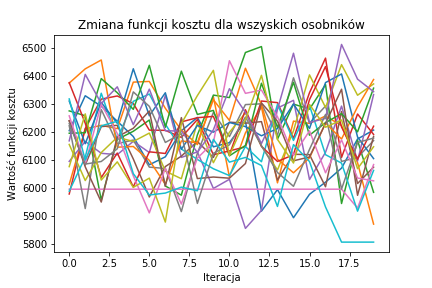 Zmiana funkcji kosztu dla wszyskich osobników
Wartość funkcji kosztu
6500
6400
6300
6200
6100
6000
5900
5800
0.0 2.5 5.0 7.5 10.0 12.5 15.0 17.5
Iteracja